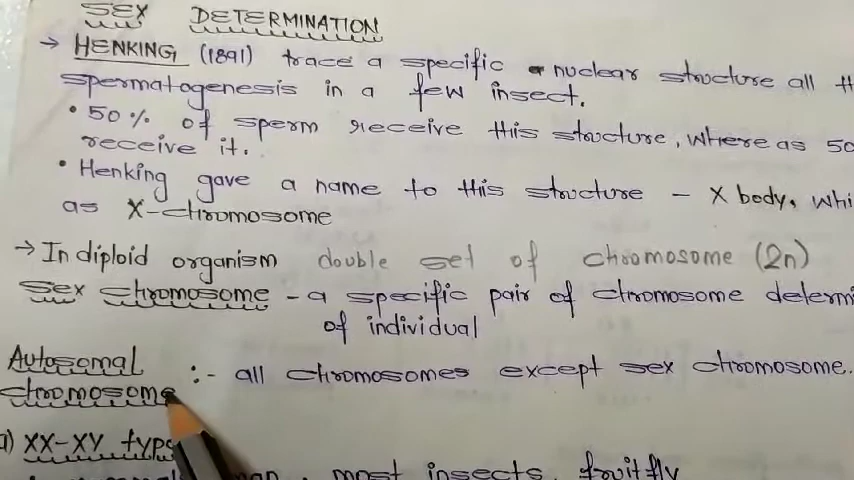 SEX DETERMINATION
→ HENKING (1891) trace a specific nuclear structure all th
spermatogenesis in a few insect.
• 50% of sperm receive this structure, where as 50
receive it.
• Henking gave a name to this structure - X body, whi
as X-chromosome
→ In diploid organism double set of chromosome (2n)
Sex chromosome - a specific pair of chromosome determi
of individual
Autosomal :- all chromosomes except sex chromosome.
chromosome
a) XX-XY type
man, most insects, fruitfly